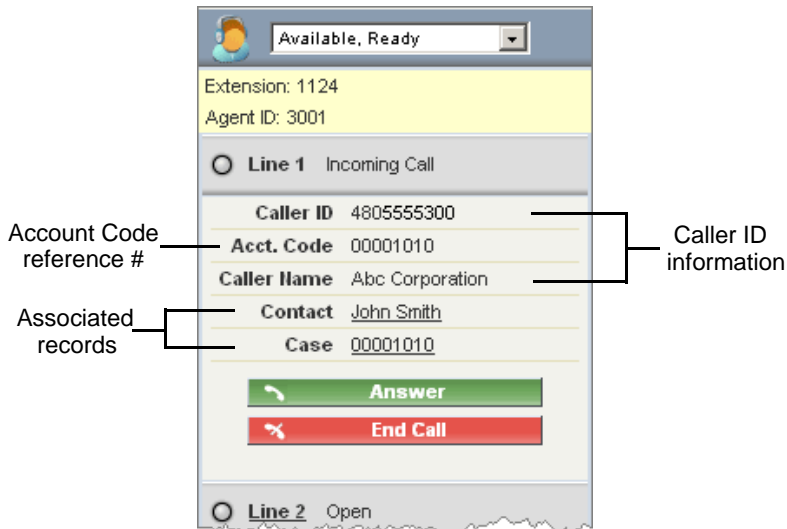 Available, Ready
Extension: 1124
Agent ID: 3001
Line 1 Incoming Call
Caller ID 4805555300
Acct. Code 00001010
Caller Name Abc Corporation
Contact John Smith
Case 00001010
Answer
End Call
Line 2 Open
Account Code
reference #
Associated
records
Caller ID
information